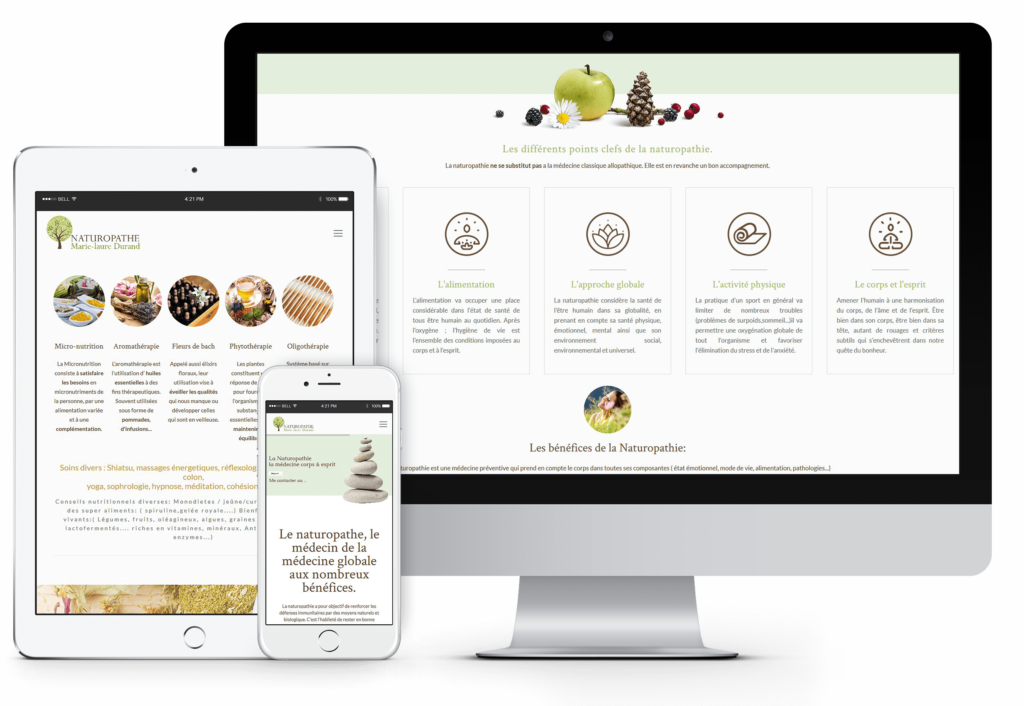 Les différents points clefs de la naturopathie.
La naturopathie ne se substitut pas a la médecine classique allopathique. Elle est en revanche un bon accompagnement.
L'alimentation
L'alimentation va occuper une place
considérable dans l'état de santé de
tous être humain au quotidien. Après
l'oxygène ; l'hygiène de vie est
l'ensemble des conditions imposées au
corps et à l'esprit.
L'approche globale
La naturopathie considère la santé de
l'être humain dans sa globalité, en
prenant en compte sa santé physique,
émotionnel, mental ainsi que son
environnement social,
environnemental et universel.
L'activité physique
La pratique d'un sport en général va
limiter de nombreux troubles
(problèmes de surpoids,sommeil...)il va
permettre une oxygénation globale de
tout l'organisme et favoriser
l'élimination du stress et de l'anxiété.
Le corps et l'esprit
Amener l'humain à une harmonisation
du corps, de l'âme et de l'esprit. Être
bien dans son corps, être bien dans sa
tête, autant de rouages et critères
subtils qui s'enchevêtrent dans notre
quête du bonheur.
Les bénéfices de la Naturopathie:
uropathie est une médecine préventive qui prend en compte le corps dans toutes ses composantes ( état émotionnel, mode de vie, alimentation, pathologies...)
BELL 4:21 PM 100%
NATUROPATHE
Marie-laure Durand
Micro-nutrition
La Micronutrition
consiste à satisfaire
les besoins en
micronutriments de
la personne, par une
alimentation variée
et à une
complémentation.
Aromathérapie
L'aromathérapie est
l'utilisation d' huiles
essentielles à des
fins thérapeutiques.
Souvent utilisées
sous forme de
pommades,
d'infusions...
Fleurs de bach
Appelé aussi élixirs
floraux, leur
utilisation vise à
éveiller les qualités
qui nous manque ou
développer celles
qui sont en veilleuse.
Phytothérapie
Les plantes
constituent
réponse de
pour four
l'organism
substanc
essentielles
mainteni
équilib
Oligothérapie
Système basé sur
Soins divers : Shiatsu, massages énergetiques, réflexolog
colon,
yoga, sophrologie, hypnose, méditation, cohésion
Conseils nutritionnels diverses: Monodietes / jeûne/cur
des super aliments: ( spiruline,gelée royale....) Bienf
vivants:( Légumes, fruits, oléagineux, algues, graines
lactofermentés.... riches en vitamines, minéraux, Ant
enzymes...)
BELL 4:21 PM 100%
NATUROPATHE
Marie-laure Durand
La Naturopathie
la médecine corps & esprit
Me contacter au ...
Le naturopathe, le
médecin de la
médecine globale
aux nombreux
bénéfices.
La naturopathie a pour objectif de renforcer les
défenses immunitaires par des moyens naturels et
biologique. C'est l'habileté de rester en bonne